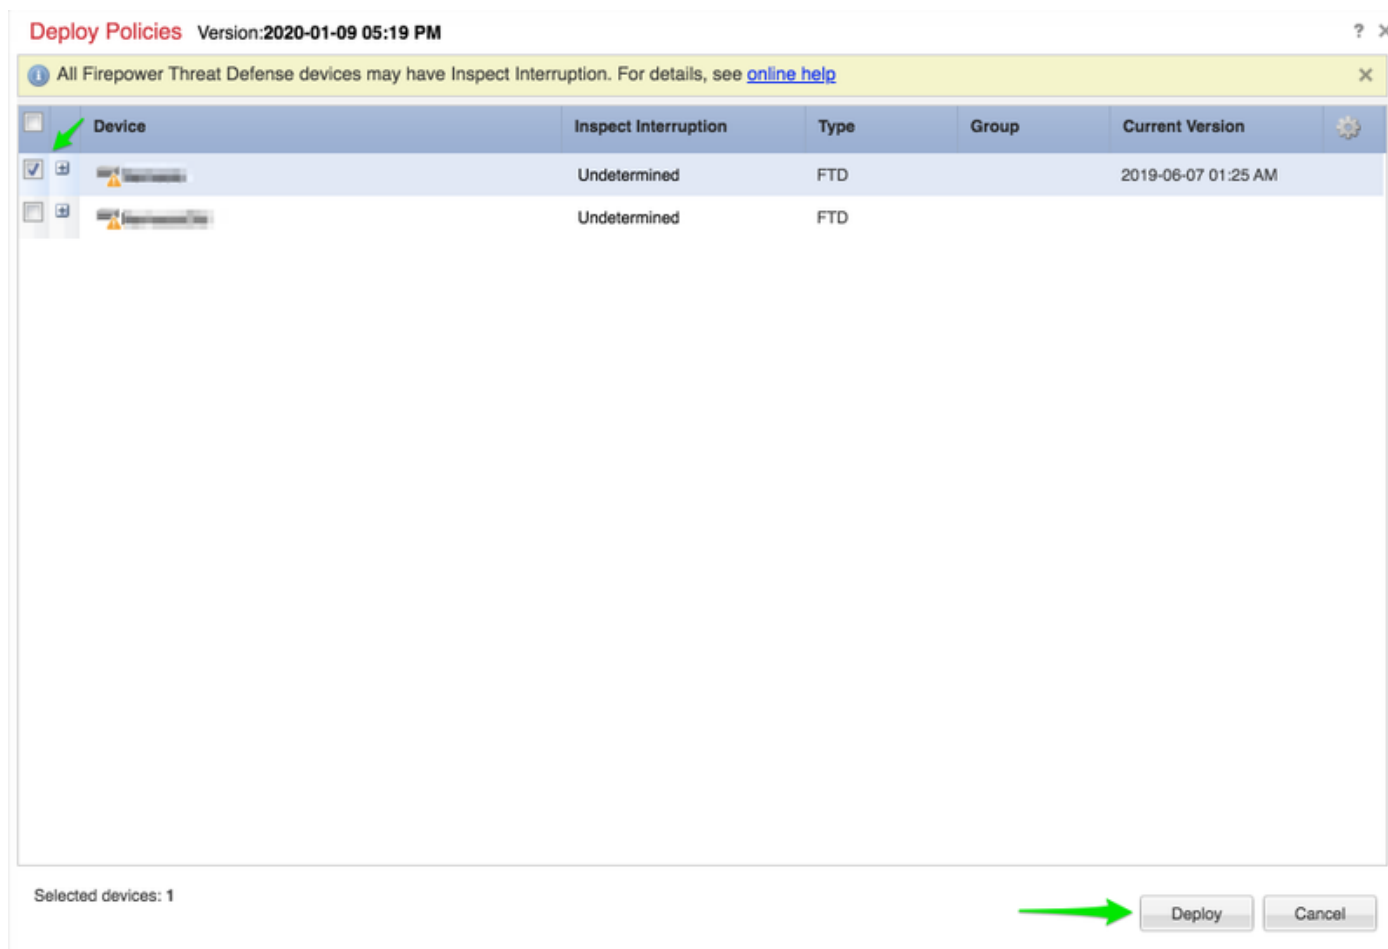 Deploy Policies Version:2020-01-09 05:19 PM ? X
All Firepower Threat Defense devices may have Inspect Interruption. For details, see online help X
Device Inspect Interruption Type Group Current Version
Undetermined FTD 2019-06-07 01:25 AM
Undetermined FTD
Selected devices: 1
Deploy Cancel